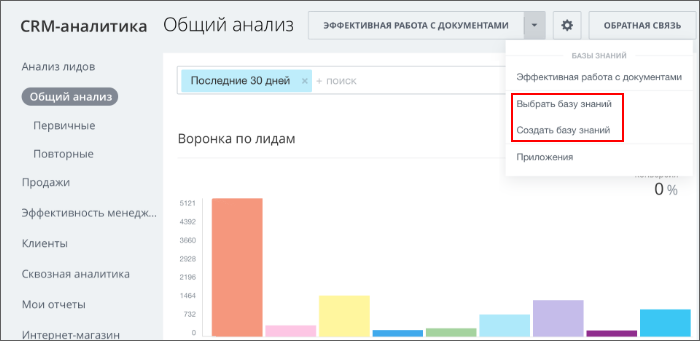 CRM-аналитика
Общий анализ
ЭФФЕКТИВНАЯ РАБОТА С ДОКУМЕНТАМИ
ОБРАТНАЯ СВЯЗЬ
БАЗЫ ЗНАНИЙ
Эффективная работа с документами
Выбрать базу знаний
Создать базу знаний
Приложения
Анализ лидов
Общий анализ
Первичные
Повторные
Продажи
Эффективность менедж...
Клиенты
Сквозная аналитика
Мои отчеты
Интернет-магазин
Последние 30 дней × + поиск
Воронка по лидам
0 %
5121
4392
3660
2928
2196
1464
732
0